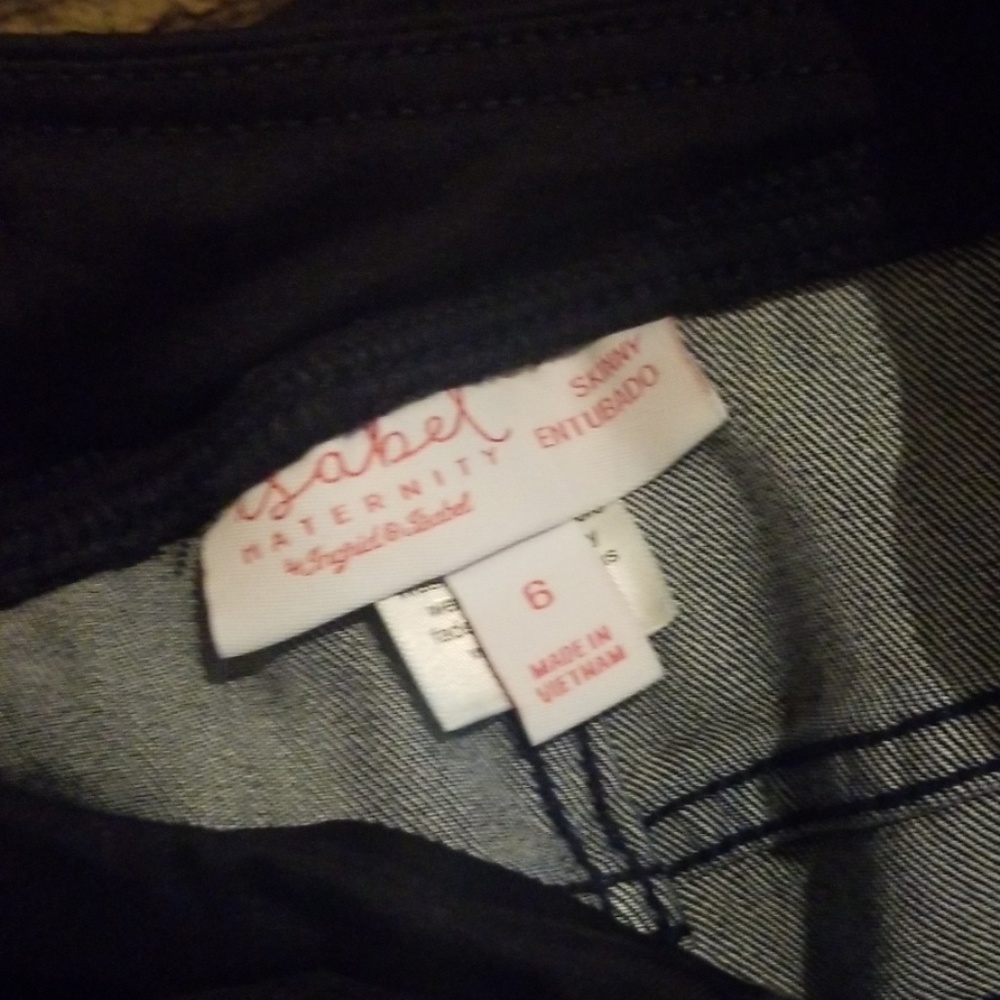 isabel
MATERNITY
by Ingrid & Isabel
SKINNY
ENTUBADO
6
MADE IN
VIETNAM